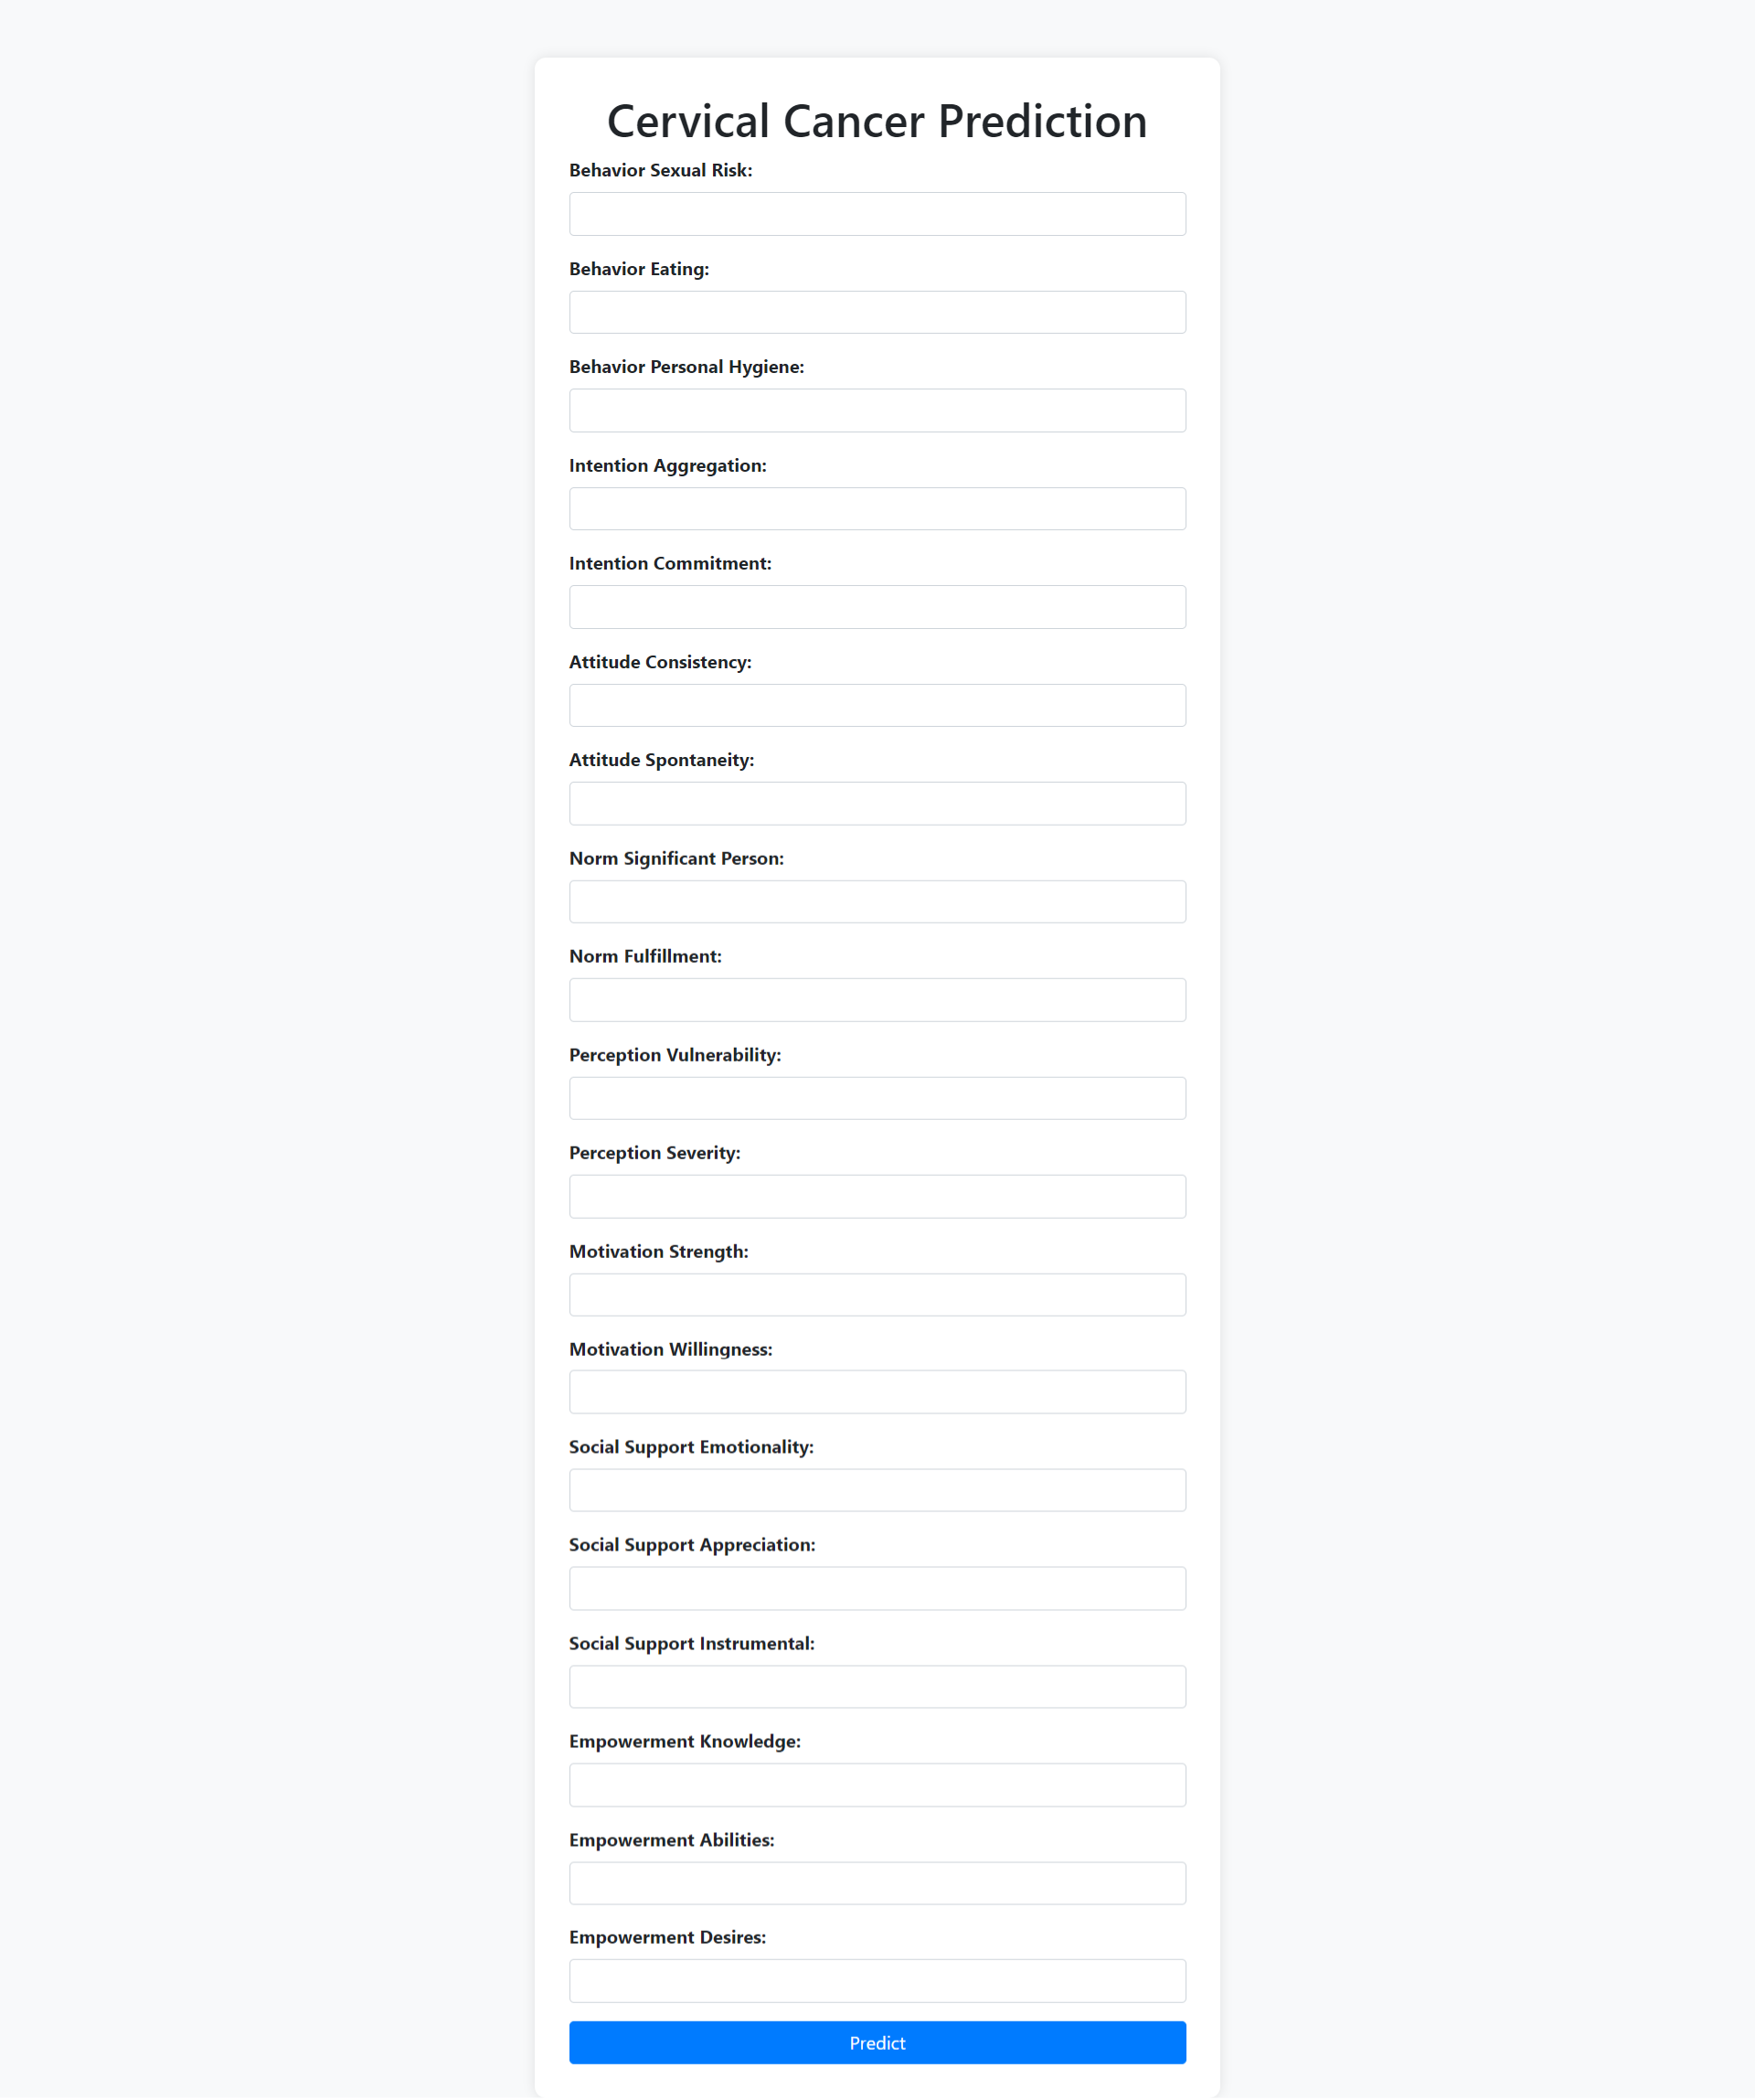 Cervical Cancer Prediction
Behavior Sexual Risk:
Behavior Eating:
Behavior Personal Hygiene:
Intention Aggregation:
Intention Commitment:
Attitude Consistency:
Attitude Spontaneity:
Norm Significant Person:
Norm Fulfillment:
Perception Vulnerability:
Perception Severity:
Motivation Strength:
Motivation Willingness:
Social Support Emotionality:
Social Support Appreciation:
Social Support Instrumental:
Empowerment Knowledge:
Empowerment Abilities:
Empowerment Desires:
Predict